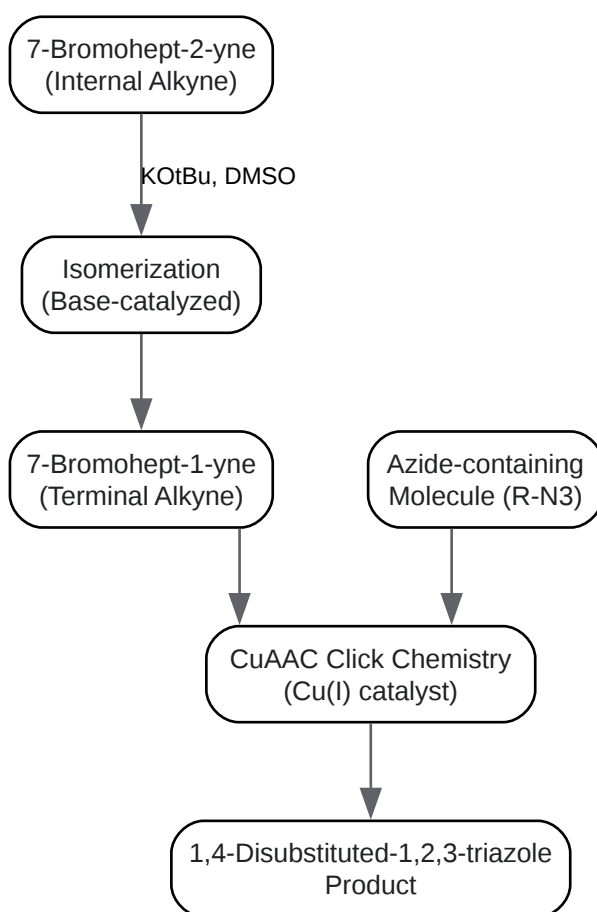 7-Bromohept-2-yne
(Internal Alkyne)
KOtBu, DMSO
Isomerization
(Base-catalyzed)
7-Bromohept-1-yne
(Terminal Alkyne)
Azide-containing
Molecule (R-N3)
CuAAC Click Chemistry
(Cu(I) catalyst)
1,4-Disubstituted-1,2,3-triazole
Product